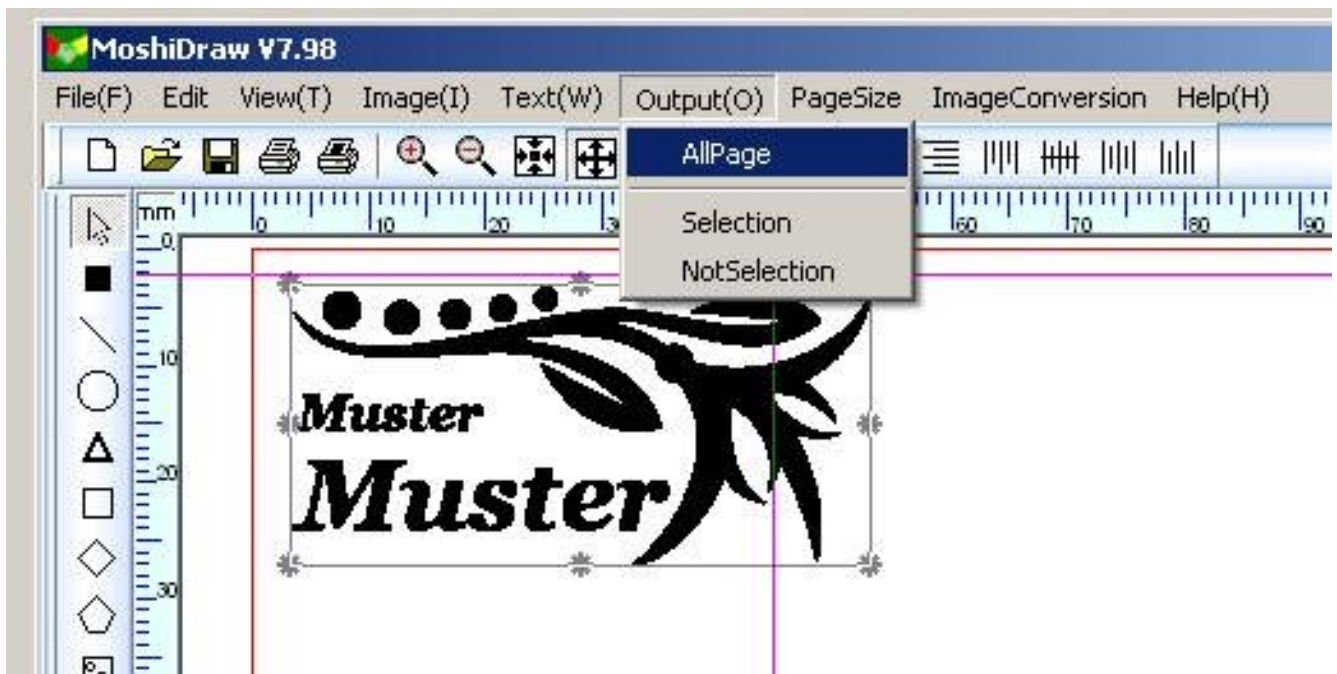 MoshiDraw V7.98
File(F) Edit View(T) Image(I) Text(W) Output(O) PageSize ImageConversion Help(H)
AllPage
Selection
NotSelection
mm 0 10 20 60 70 80 90
0
10
20
30
Muster
Muster